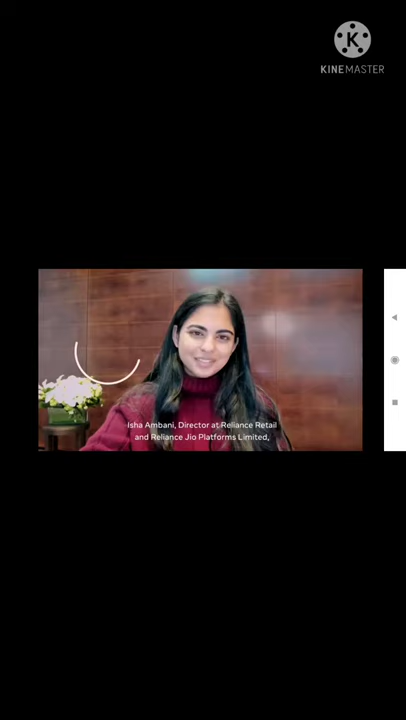 K
KINEMASTER
Isha Ambani, Director at Reliance Retail
and Reliance Jio Platforms Limited,